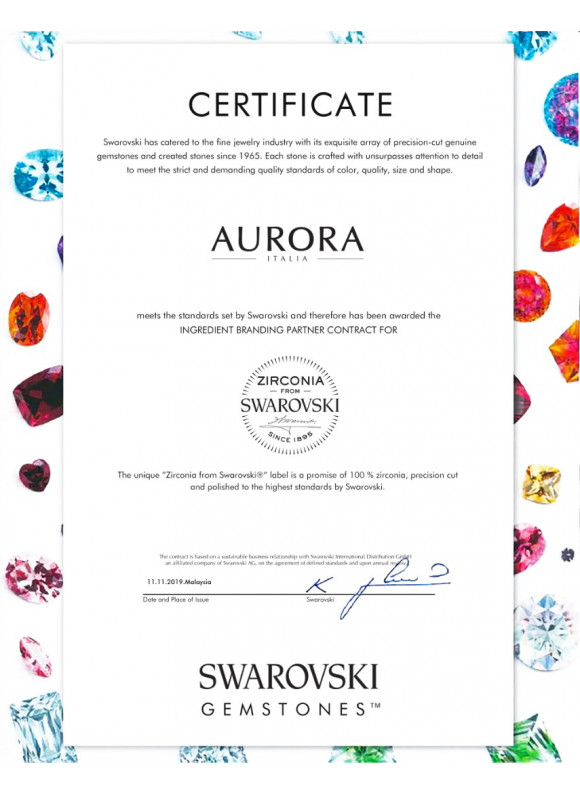 CERTIFICATE
Swarovski has catered to the fine jewelry industry with its exquisite array of precision-cut genuine
gemstones and created stones since 1965. Each stone is crafted with unsurpasses attention to detail
to meet the strict and demanding quality standards of color, quality, size and shape.
AURORA
ITALIA
meets the standards set by Swarovski and therefore has been awarded the
INGREDIENT BRANDING PARTNER CONTRACT FOR
ZIRCONIA
FROM
SWAROVSKI
SINCE 1895
The unique “Zirconia from Swarovski®” label is a promise of 100 % zirconia, precision cut
and polished to the highest standards by Swarovski.
The contract is based on a sustainable business relationship with Swarovski International Distribution GmbH
an affiliated company of Swarovski AG, on the agreement of defined standards and upon annual review.
11.11.2019.Malaysia
Date and Place of Issue
Swarovski
SWAROVSKI
GEMSTONES™